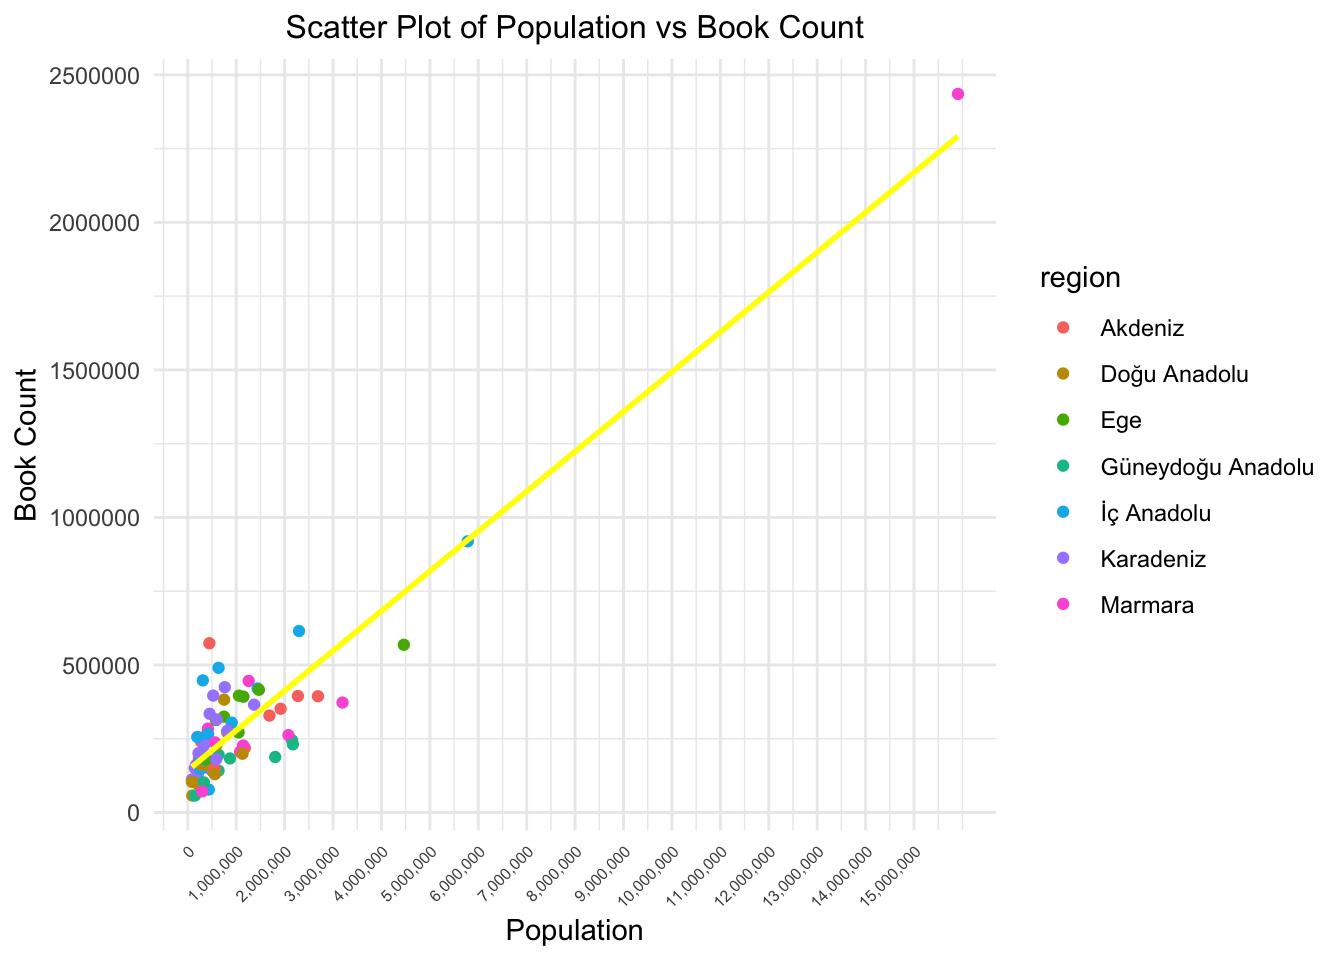 Scatter Plot of Population vs Book Count
2500000
2000000
1500000
1000000
500000
0
Book Count
0
1,000,000
2,000,000
3,000,000
4,000,000
5,000,000
6,000,000
7,000,000
8,000,000
9,000,000
10,000,000
11,000,000
12,000,000
13,000,000
14,000,000
15,000,000
Population
region
Akdeniz
Doğu Anadolu
Ege
Güneydoğu Anadolu
İç Anadolu
Karadeniz
Marmara